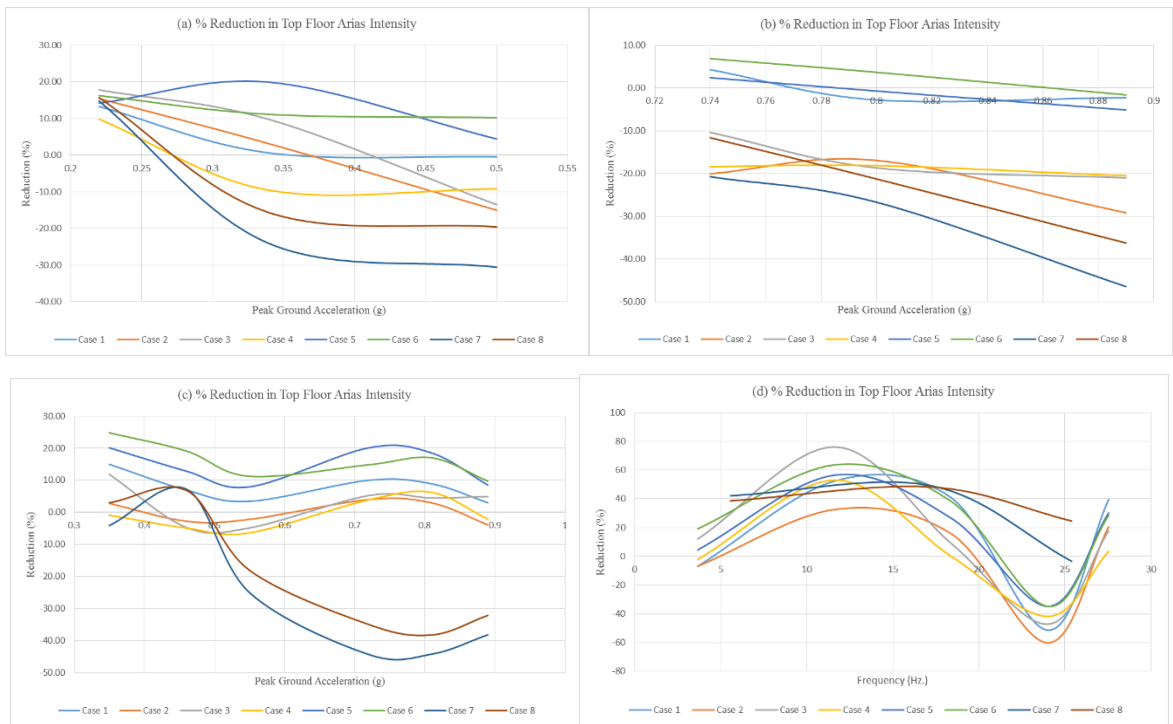 (a) % Reduction in Top Floor Arias Intensity
30.00
20.00
10.00
0.00
-10.00
-20.00
-30.00
-40.00
0.2 0.25 0.3 0.35 0.4 0.45 0.5 0.55
Reduction (%)
Peak Ground Acceleration (g)
Case 1 Case 2 Case 3 Case 4 Case 5 Case 6 Case 7 Case 8
(b) % Reduction in Top Floor Arias Intensity
10.00
0.00
-10.00
-20.00
-30.00
-40.00
-50.00
0.72 0.74 0.76 0.78 0.8 0.82 0.84 0.86 0.88 0.9
Reduction (%)
Peak Ground Acceleration (g)
Case 1 Case 2 Case 3 Case 4 Case 5 Case 6 Case 7 Case 8
(c) % Reduction in Top Floor Arias Intensity
30.00
20.00
10.00
0.00
-10.00
-20.00
-30.00
-40.00
-50.00
0.3 0.4 0.5 0.6 0.7 0.8 0.9 1
Reduction (%)
Peak Ground Acceleration (g)
Case 1 Case 2 Case 3 Case 4 Case 5 Case 6 Case 7 Case 8
(d) % Reduction in Top Floor Arias Intensity
100
80
60
40
20
0
-20
-40
-60
-80
0 5 10 15 20 25 30
Reduction (%)
Frequency (Hz.)
Case 1 Case 2 Case 3 Case 4 Case 5 Case 6 Case 7 Case 8